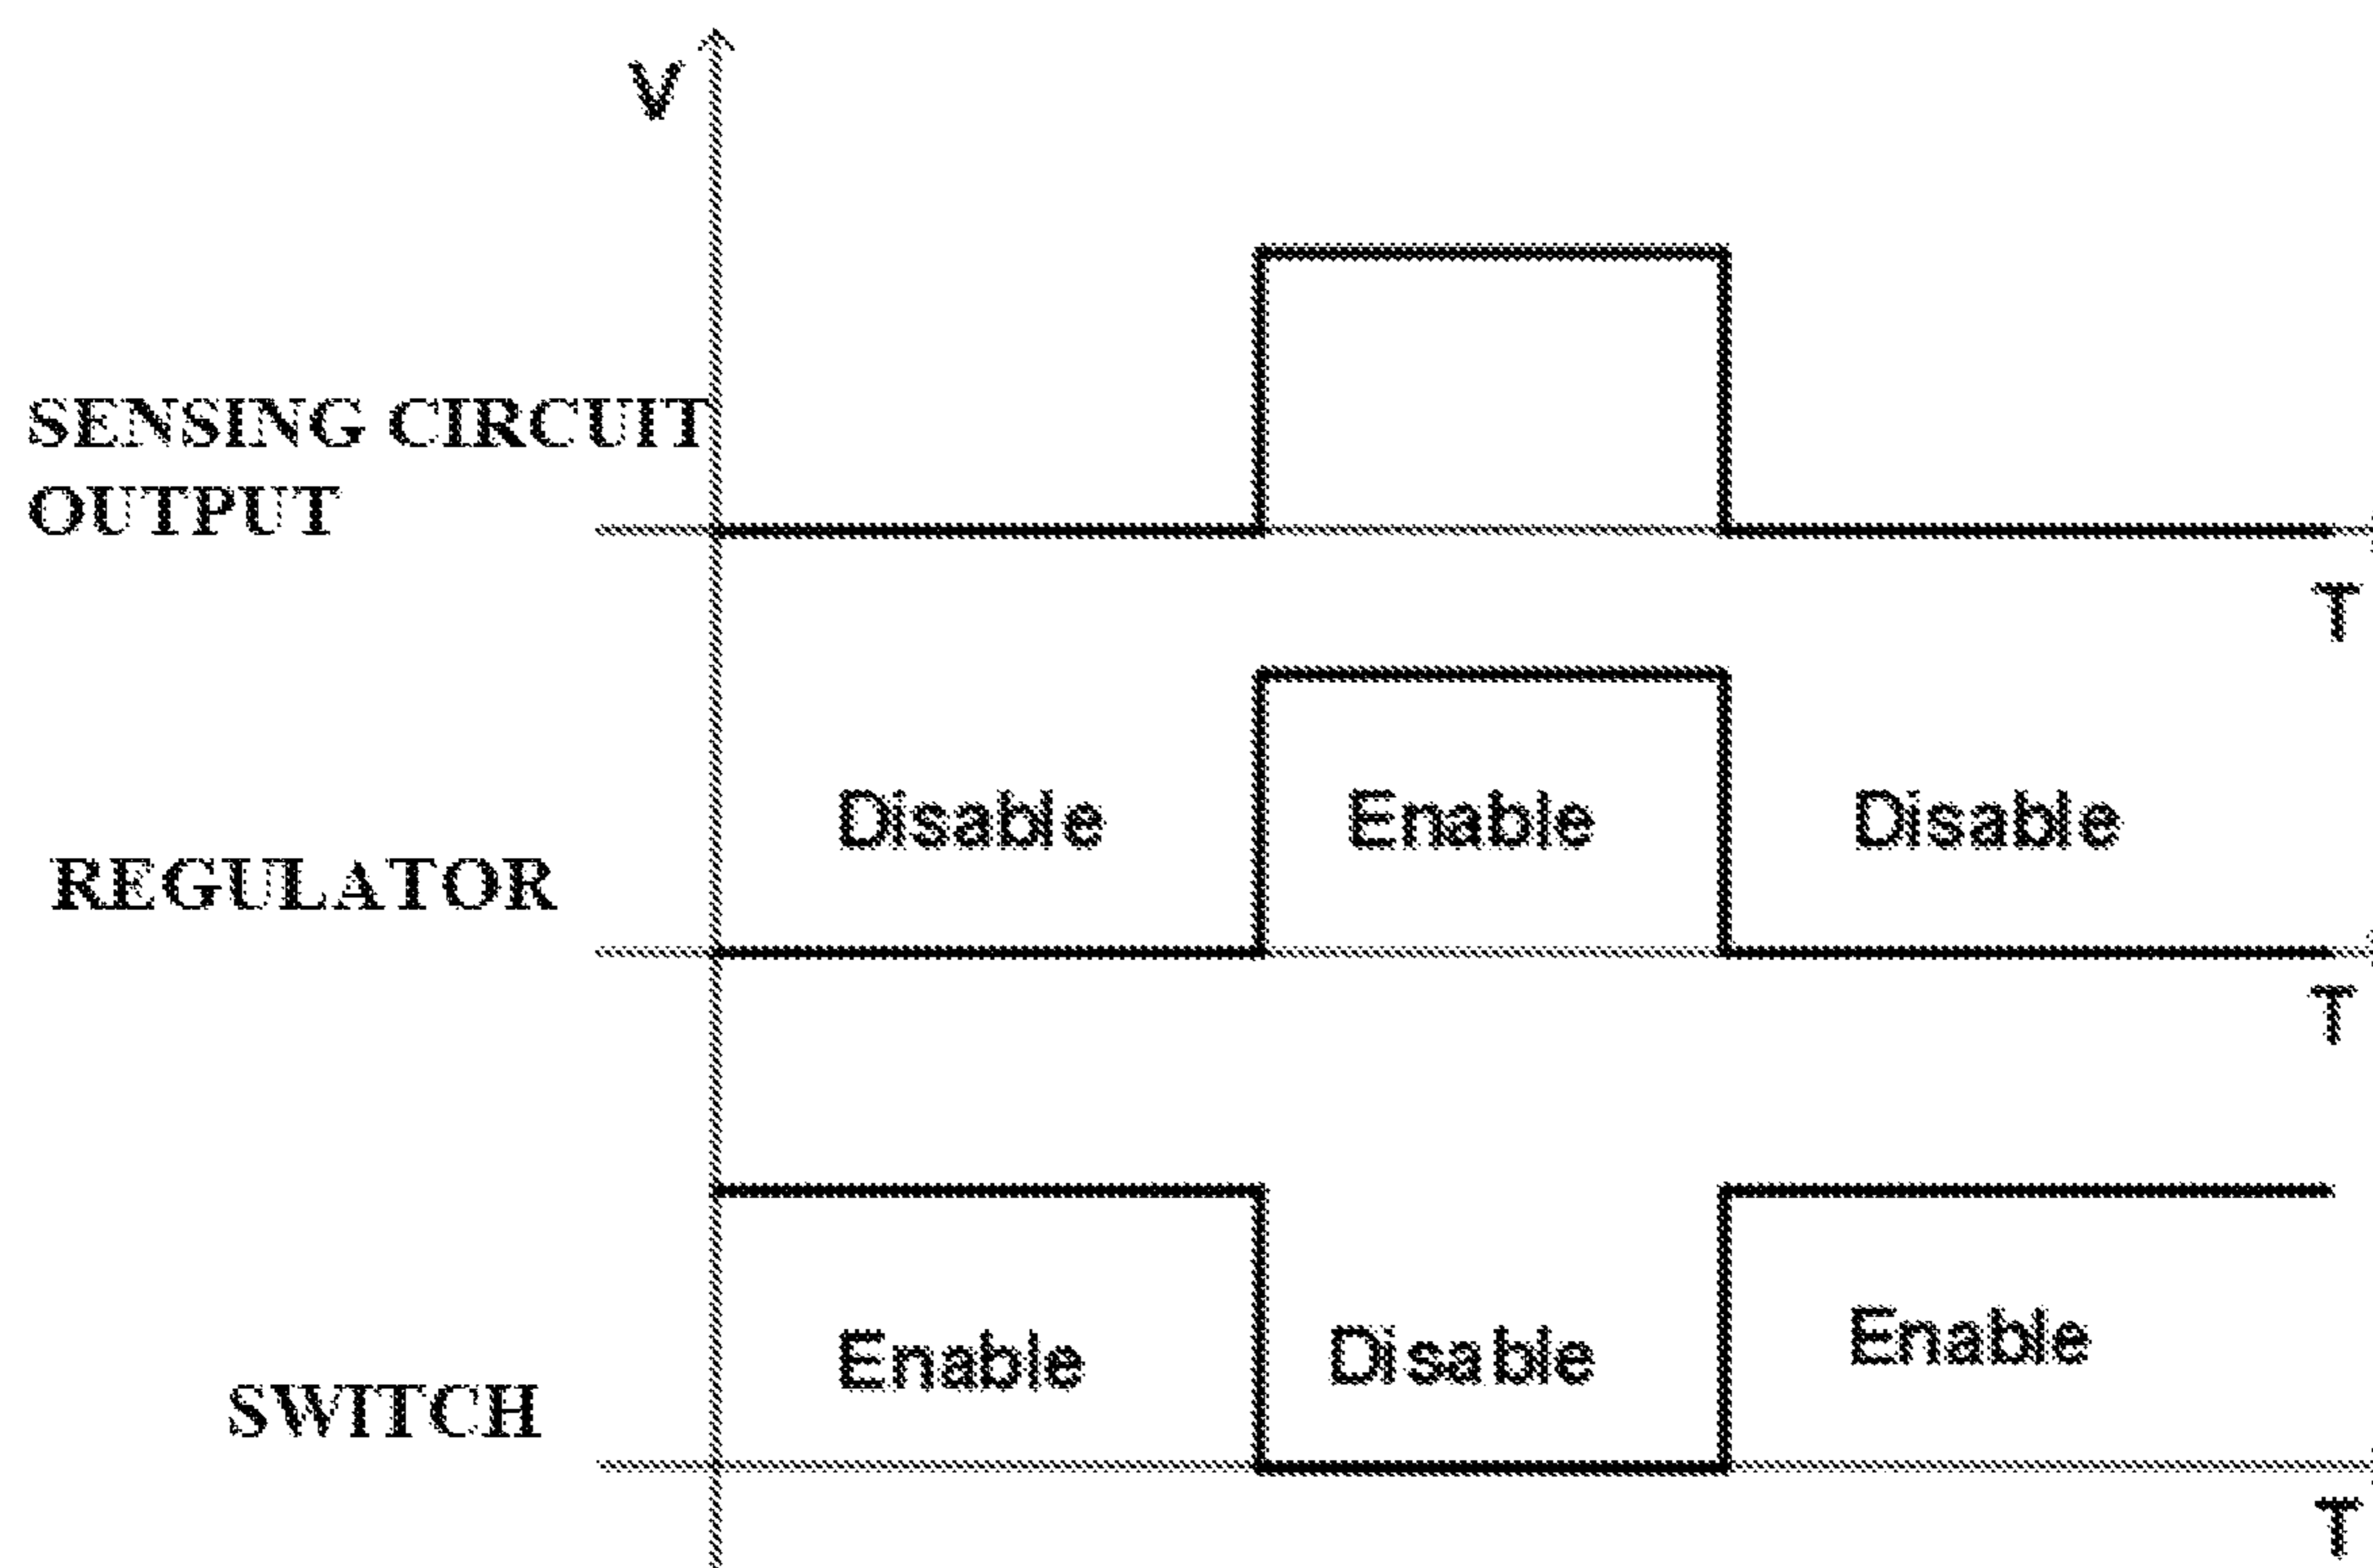 V
SENSING CIRCUIT
OUTPUT
T
Disable Enable Disable
REGULATOR
T
Enable Disable Enable
SWITCH
T